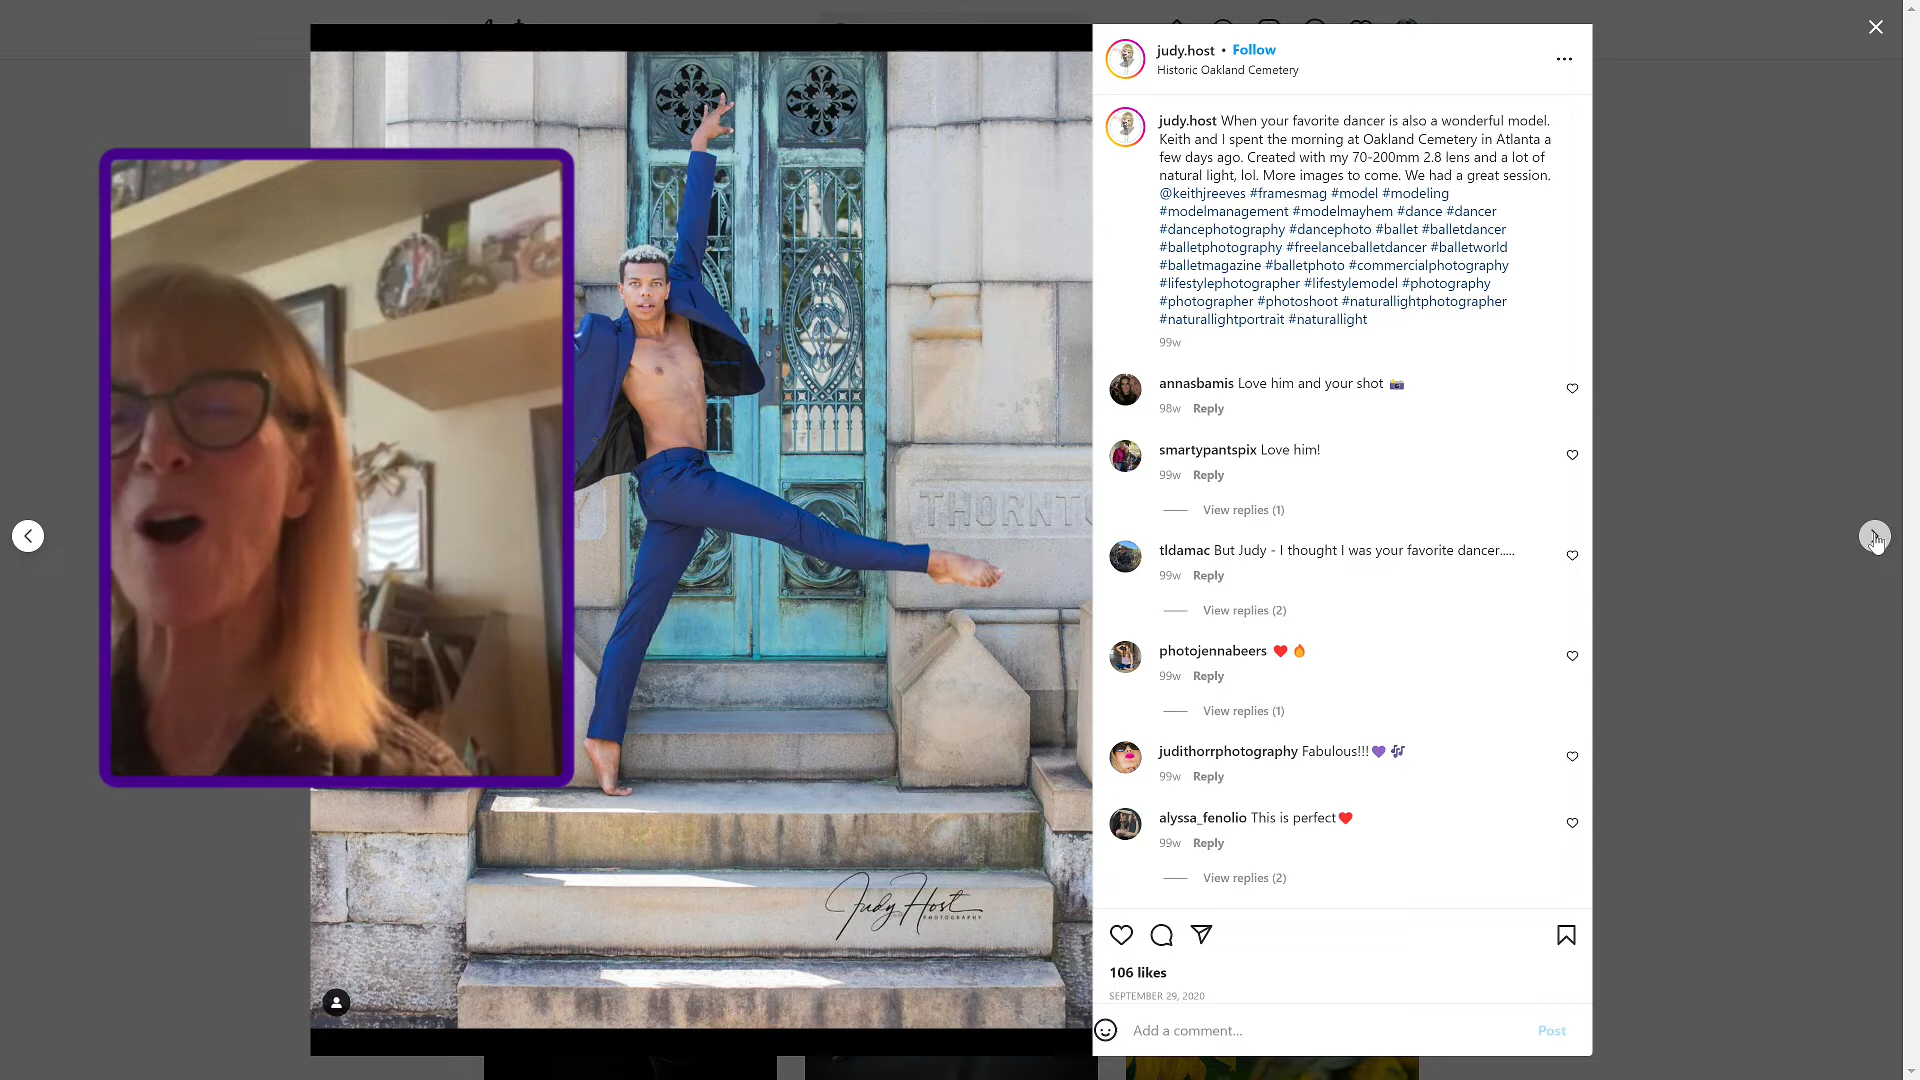 judy.host • Follow
Historic Oakland Cemetery
judy.host When your favorite dancer is also a wonderful model.
Keith and I spent the morning at Oakland Cemetery in Atlanta a
few days ago. Created with my 70-200mm 2.8 lens and a lot of
natural light, lol. More images to come. We had a great session.
@keithjreeves #framesmag #model #modeling
#modelmanagement #modelmayhem #dance #dancer
#dancephotography #dancephoto #ballet #balletdancer
#balletphotography #freelanceballetdancer #balletworld
#balletmagazine #balletphoto #commercialphotography
#lifestylephotographer #lifestylemodel #photography
#photographer #photoshoot #naturallightphotographer
#naturallightportrait #naturallight
99w
annasbamis Love him and your shot 📸
98w Reply
smartypantspix Love him!
99w Reply
View replies (1)
tldamac But Judy - I thought I was your favorite dancer.....
99w Reply
View replies (2)
photojennabeers ❤️ 🔥
99w Reply
View replies (1)
judithorrphotography Fabulous!!!💜 🎶
99w Reply
alyssa_fenolio This is perfect❤️
99w Reply
View replies (2)
106 likes
SEPTEMBER 29, 2020
Add a comment... Post
THORNT
Judy Host
PHOTOGRAPHY